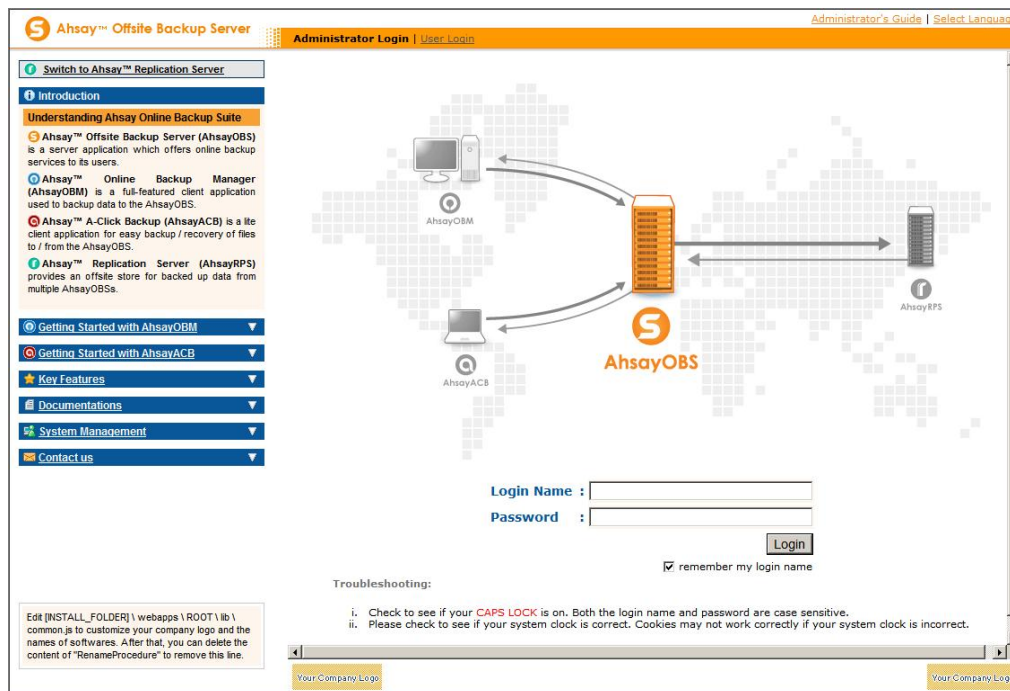 Ahsay™ Offsite Backup Server
Administrator's Guide | Select Languag
Administrator Login | User Login
Switch to Ahsay™ Replication Server
Introduction
Understanding Ahsay Online Backup Suite
Ahsay™ Offsite Backup Server (AhsayOBS)
is a server application which offers online backup
services to its users.
Ahsay™ Online Backup Manager
(AhsayOBM) is a full-featured client application
used to backup data to the AhsayOBS.
Ahsay™ A-Click Backup (AhsayACB) is a lite
client application for easy backup / recovery of files
to / from the AhsayOBS.
Ahsay™ Replication Server (AhsayRPS)
provides an offsite store for backed up data from
multiple AhsayOBSs.
Getting Started with AhsayOBM
Getting Started with AhsayACB
Key Features
Documentations
System Management
Contact us
Edit [INSTALL_FOLDER] \ webapps \ ROOT \ lib \
common.js to customize your company logo and the
names of softwares. After that, you can delete the
content of "RenameProcedure" to remove this line.
AhsayOBM
AhsayRPS
AhsayOBS
AhsayACB
Login Name :
Password :
Login
remember my login name
Troubleshooting:
i. Check to see if your CAPS LOCK is on. Both the login name and password are case sensitive.
ii. Please check to see if your system clock is correct. Cookies may not work correctly if your system clock is incorrect.
Your Company Logo
Your Company Log